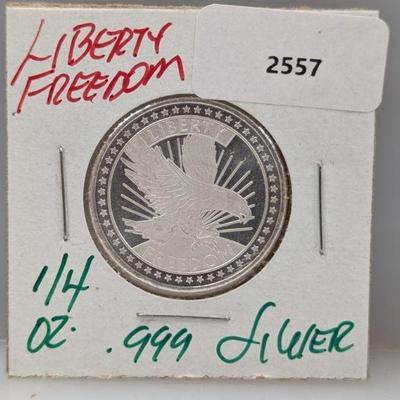 LIBERTY
FREEDOM
2557
LIBERTY
FREEDOM
1/4
OZ. .999 SILVER